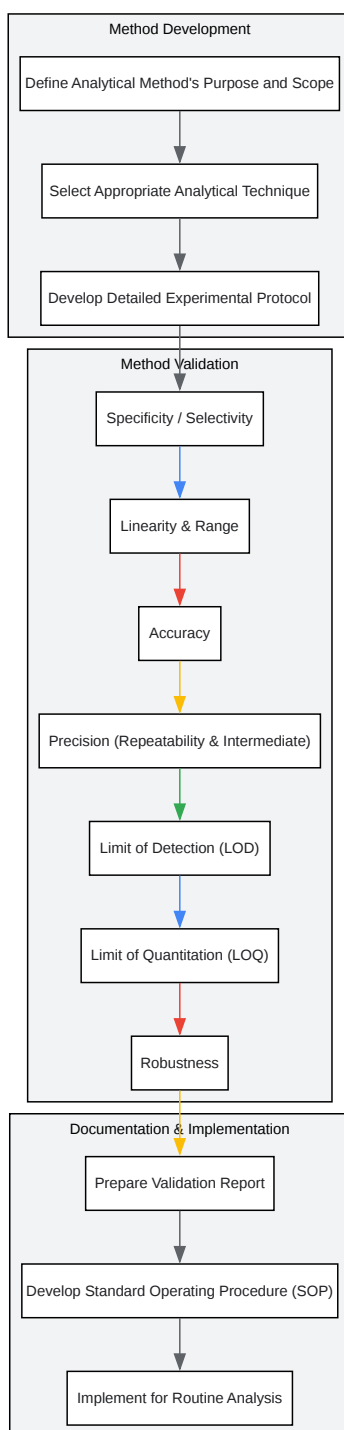 Method Development
Define Analytical Method's Purpose and Scope
Select Appropriate Analytical Technique
Develop Detailed Experimental Protocol
Method Validation
Specificity / Selectivity
Linearity & Range
Accuracy
Precision (Repeatability & Intermediate)
Limit of Detection (LOD)
Limit of Quantitation (LOQ)
Robustness
Documentation & Implementation
Prepare Validation Report
Develop Standard Operating Procedure (SOP)
Implement for Routine Analysis